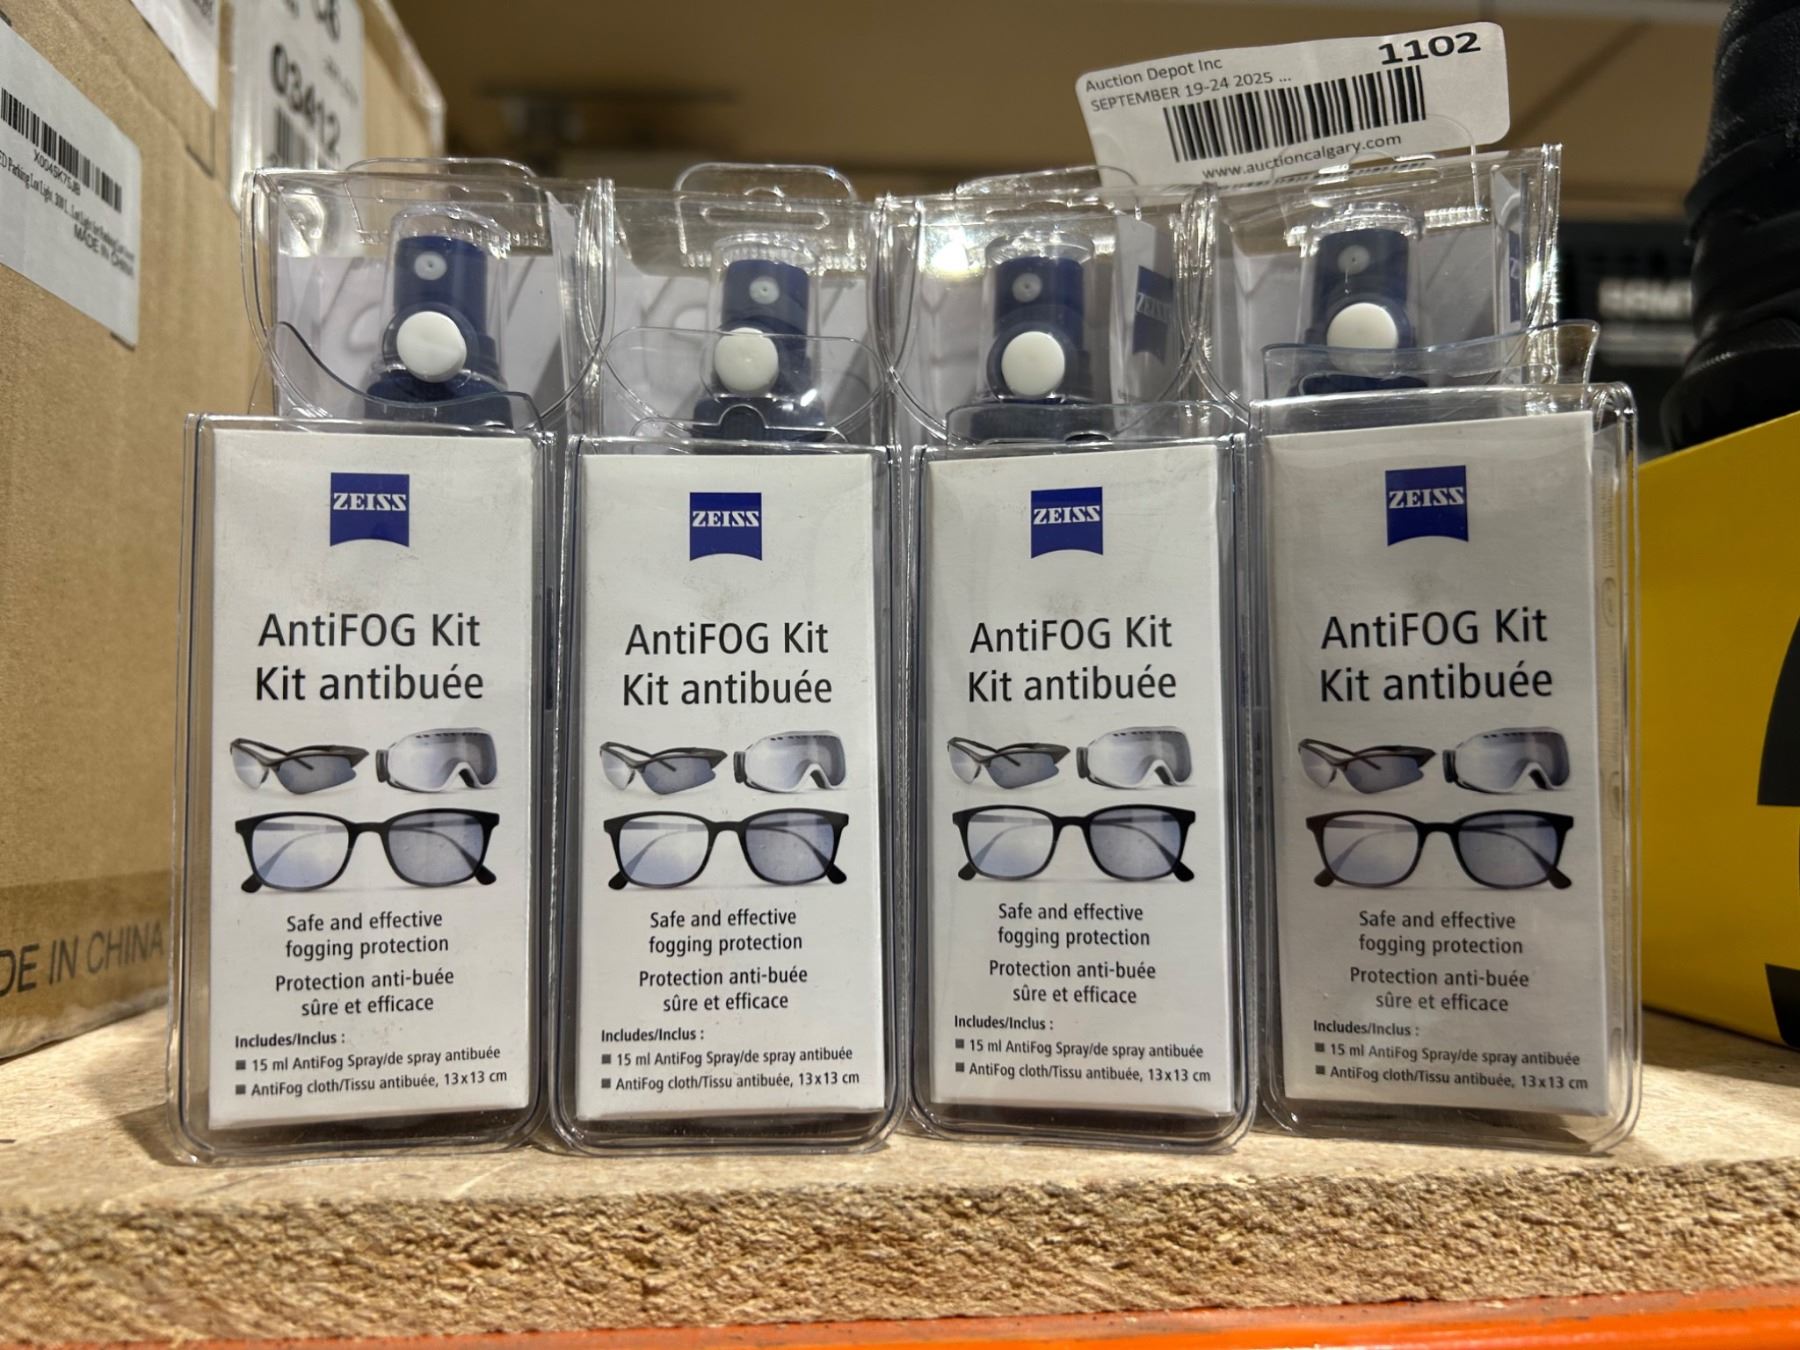 03412
X0045K7SJB
MADE IN CHINA
DE IN CHINA
1102
Auction Depot Inc
SEPTEMBER 19-24 2025 ...
www.auctioncalgary.com
ZEISS
ZEISS
AntiFOG Kit
Kit antibuée
Safe and effective
fogging protection
Protection anti-buée
sûre et efficace
Includes/Inclus :
■ 15 ml AntiFog Spray/de spray antibuée
■ AntiFog cloth/Tissu antibuée, 13x13 cm
ZEISS
AntiFOG Kit
Kit antibuée
Safe and effective
fogging protection
Protection anti-buée
sûre et efficace
Includes/Inclus :
■ 15 ml AntiFog Spray/de spray antibuée
■ AntiFog cloth/Tissu antibuée, 13x13 cm
ZEISS
AntiFOG Kit
Kit antibuée
Safe and effective
fogging protection
Protection anti-buée
sûre et efficace
Includes/Inclus :
■ 15 ml AntiFog Spray/de spray antibuée
■ AntiFog cloth/Tissu antibuée, 13x13 cm
ZEISS
AntiFOG Kit
Kit antibuée
Safe and effective
fogging protection
Protection anti-buée
sûre et efficace
Includes/Inclus :
■ 15 ml AntiFog Spray/de spray antibuée
■ AntiFog cloth/Tissu antibuée, 13x13 cm